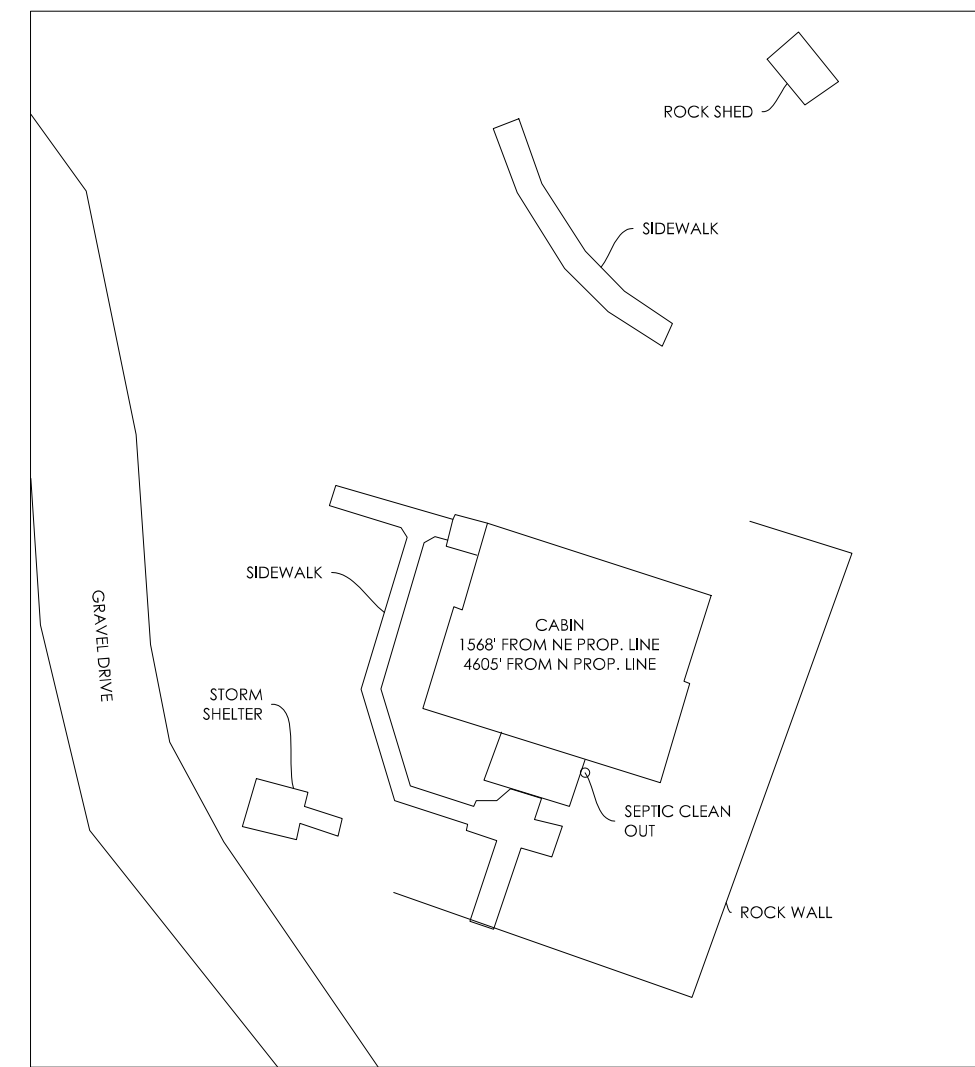 ROCK SHED
SIDEWALK
SIDEWALK
CABIN
1568' FROM NE PROP. LINE
4605' FROM N PROP. LINE
GRAVEL DRIVE
STORM
SHELTER
SEPTIC CLEAN
OUT
ROCK WALL